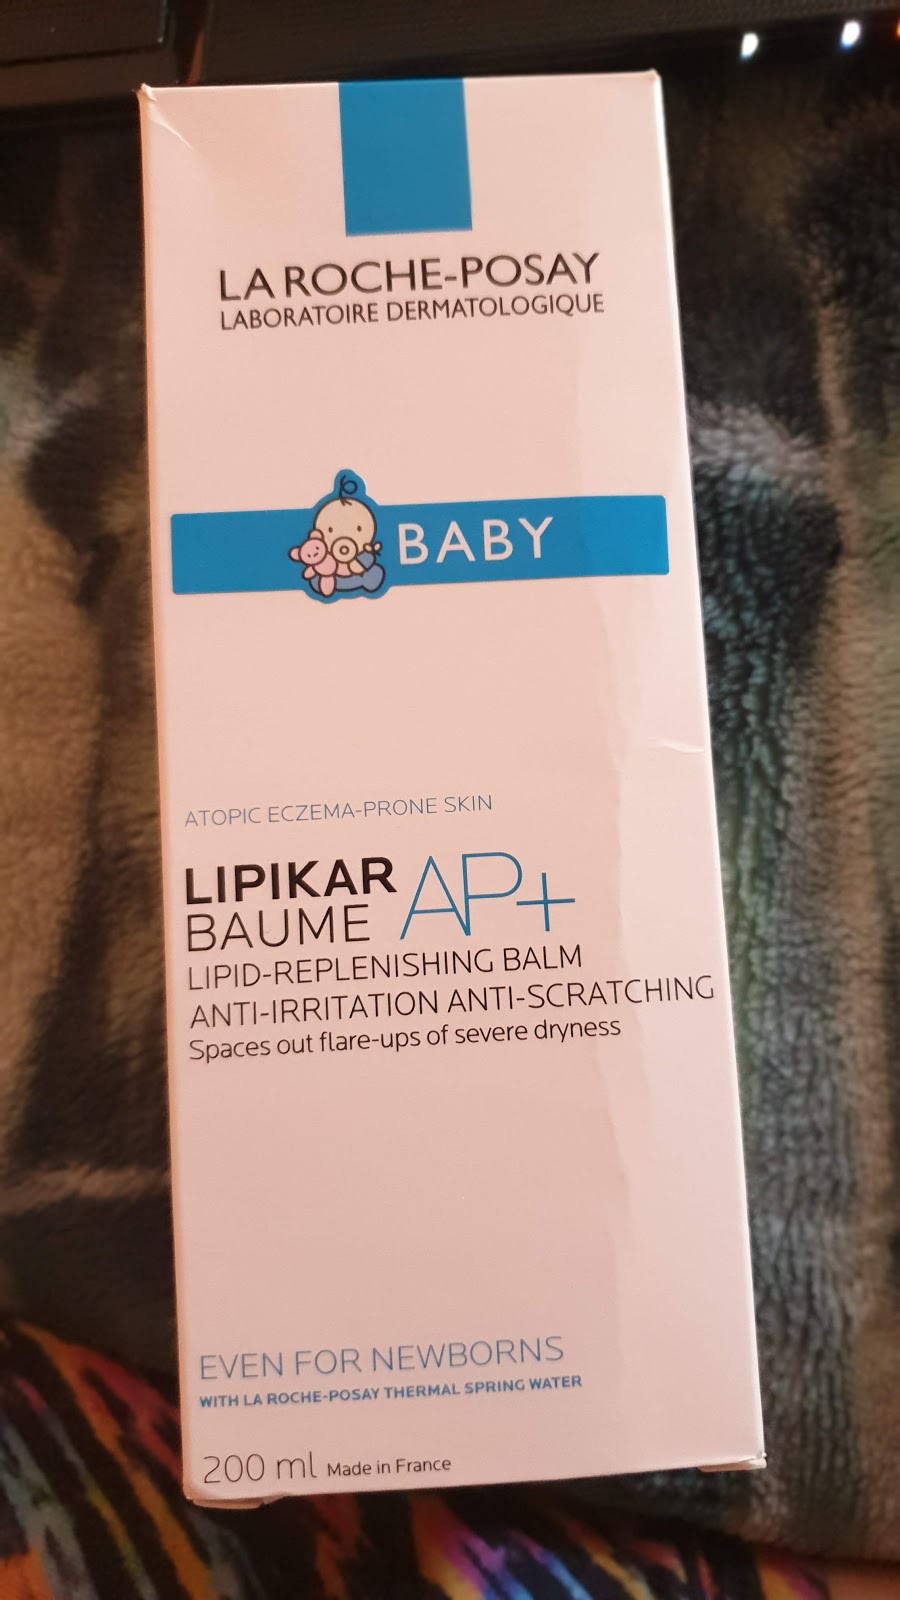 LA ROCHE-POSAY
LABORATOIRE DERMATOLOGIQUE
BABY
ATOPIC ECZEMA-PRONE SKIN
LIPIKAR
BAUME AP+
LIPID-REPLENISHING BALM
ANTI-IRRITATION ANTI-SCRATCHING
Spaces out flare-ups of severe dryness
EVEN FOR NEWBORNS
WITH LA ROCHE-POSAY THERMAL SPRING WATER
200 ml Made in France